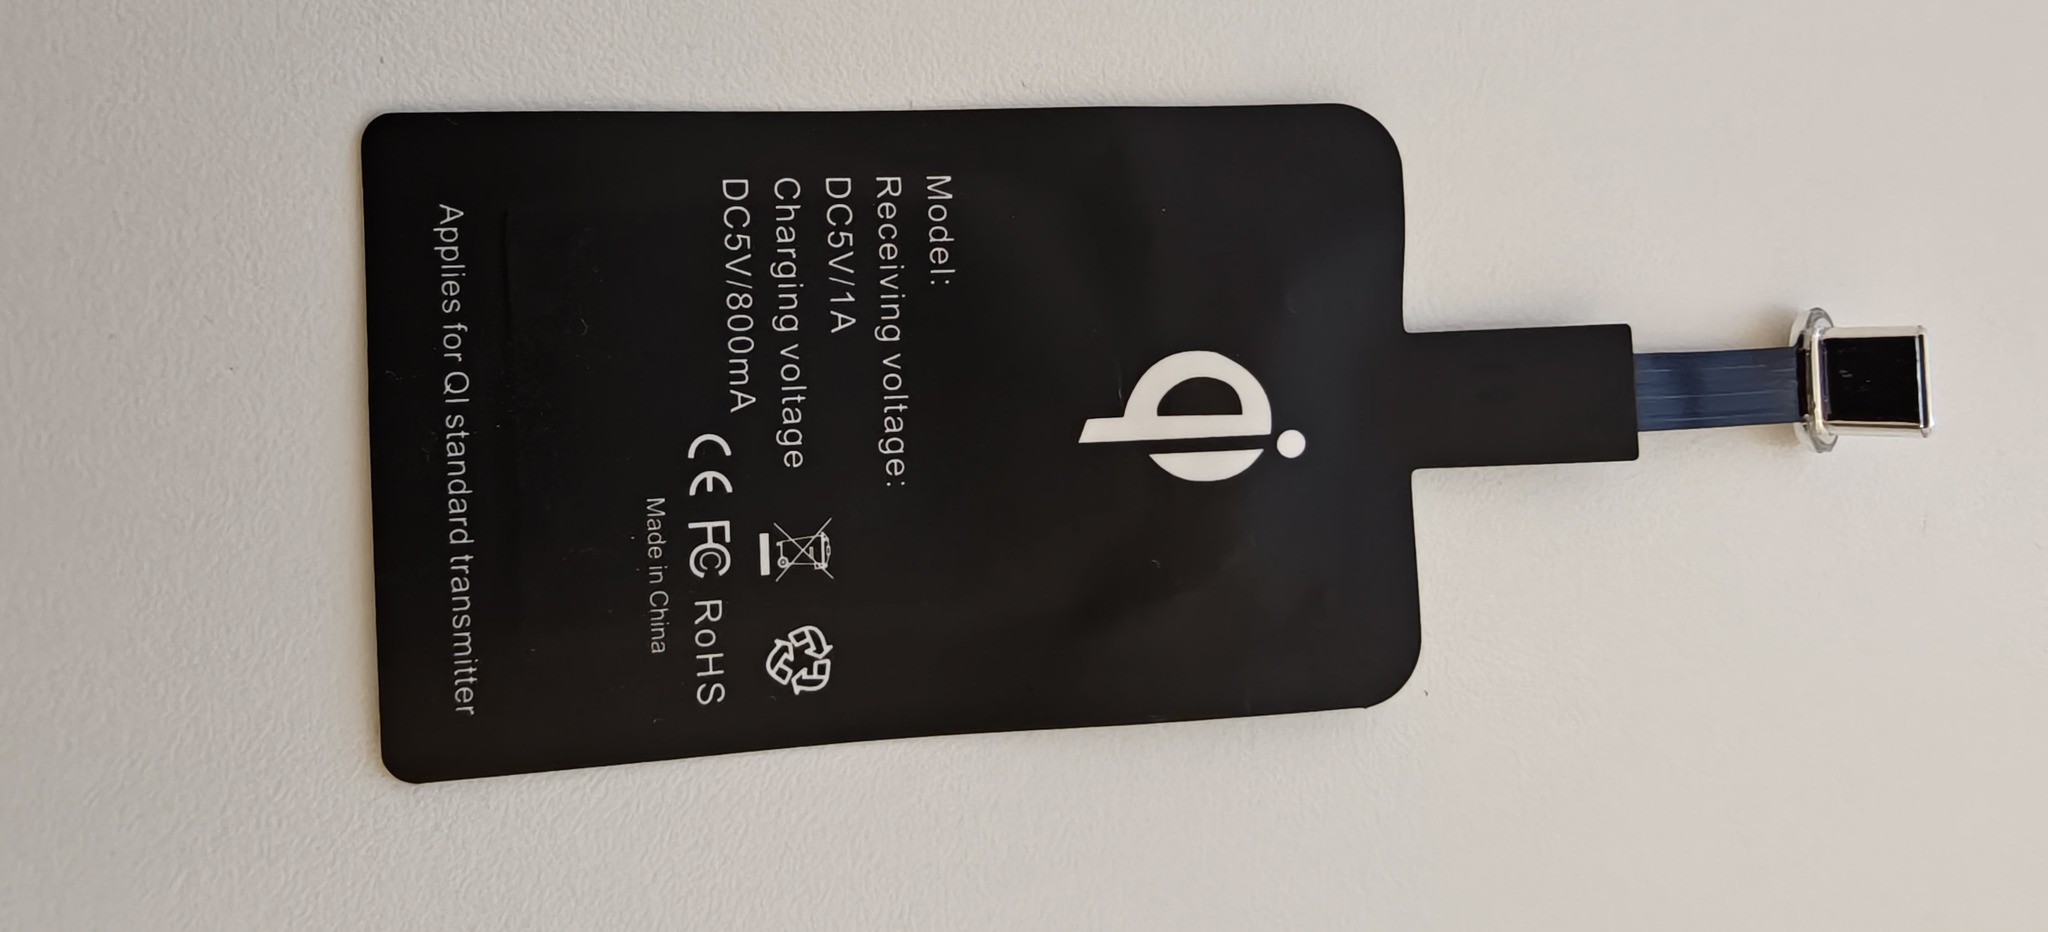 qi
Model:
Receiving voltage:
DC5V/1A
Charging voltage
DC5V/800mA
CE FC RoHS
Made in China
Applies for QI standard transmitter